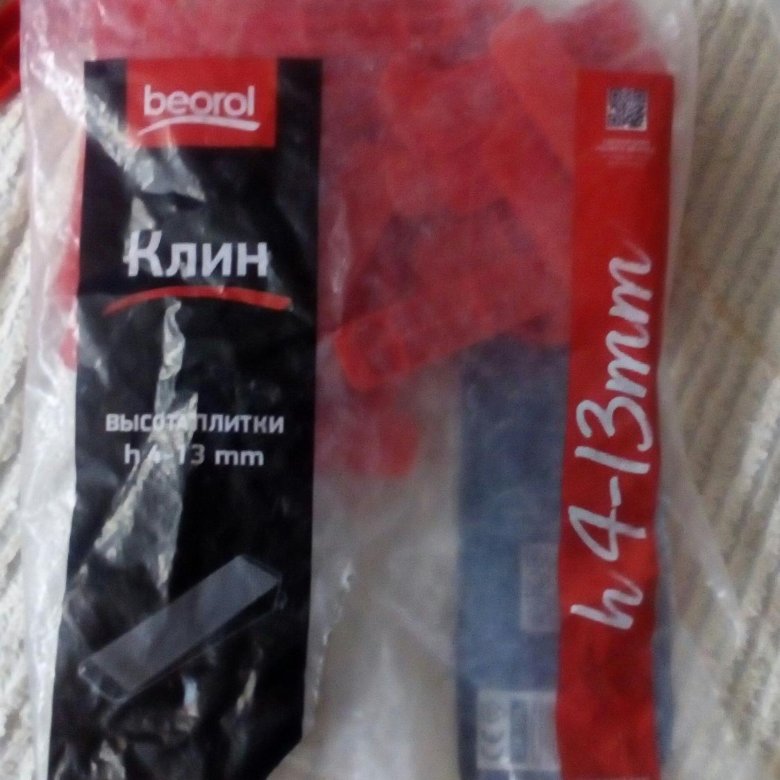 beorol
Клин
высота плитки
h 4-13 mm
h 4-13mm